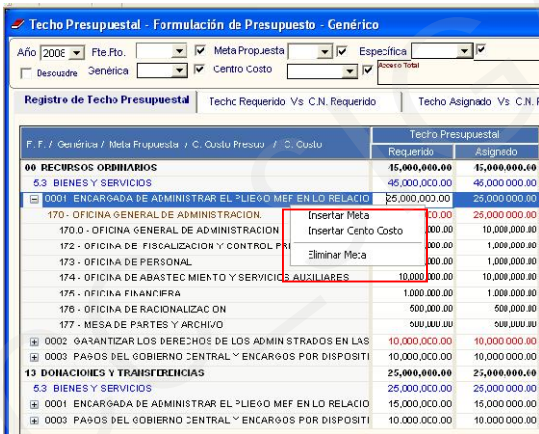 Techo Presupuestal - Formulación de Presupuesto - Genérico
Año 2008 Fte.Fto. Meta Propuesta Específica
Descuadre Genérica Centro Costo Acceso Total
Registro de Techo Presupuestal Techo Requerido Vs C.N. Requerido Techo Asignado Vs C.N. R
F. F. / Genérica / Meta Propuesta / C. Costo Presup / C. Costo Techo Presupuestal
Requerido Asignado
00 RECURSOS ORDINARIOS 45,000,000.00 45,000,000.00
5.3 BIENES Y SERVICIOS 45,000,000.00 45,000,000.00
0001 ENCARGADA DE ADMINISTRAR EL PLIEGO MEF EN LO RELACIO 25,000,000.00 25,000,000.00
170 - OFICINA GENERAL DE ADMINISTRACION. Insertar Meta 00.00 25,000,000.00
170.0 - OFICINA GENERAL DE ADMINISTRACION Insertar Cento Costo 000.00 10,000,000.00
172 - OFICINA DE FISCALIZACION Y CONTROL PR 000.00 1,000,000.00
Eliminar Meta
173 - OFICINA DE PERSONAL 000.00 1,000,000.00
174 - OFICINA DE ABASTECIMIENTO Y SERVICIOS AUXILIARES 10,000,000.00 10,000,000.00
175 - OFICINA FINANCIERA 1,000,000.00 1,000,000.00
176 - OFICINA DE RACIONALIZACION 500,000.00 500,000.00
177 - MESA DE PARTES Y ARCHIVO 500,000.00 500,000.00
0002 GARANTIZAR LOS DERECHOS DE LOS ADMINISTRADOS EN LAS 10,000,000.00 10,000,000.00
0003 PAGOS DEL GOBIERNO CENTRAL Y ENCARGOS POR DISPOSITI 10,000,000.00 10,000,000.00
13 DONACIONES Y TRANSFERENCIAS 25,000,000.00 25,000,000.00
5.3 BIENES Y SERVICIOS 25,000,000.00 25,000,000.00
0001 ENCARGADA DE ADMINISTRAR EL PLIEGO MEF EN LO RELACIO 15,000,000.00 15,000,000.00
0003 PAGOS DEL GOBIERNO CENTRAL Y ENCARGOS POR DISPOSITI 10,000,000.00 10,000,000.00